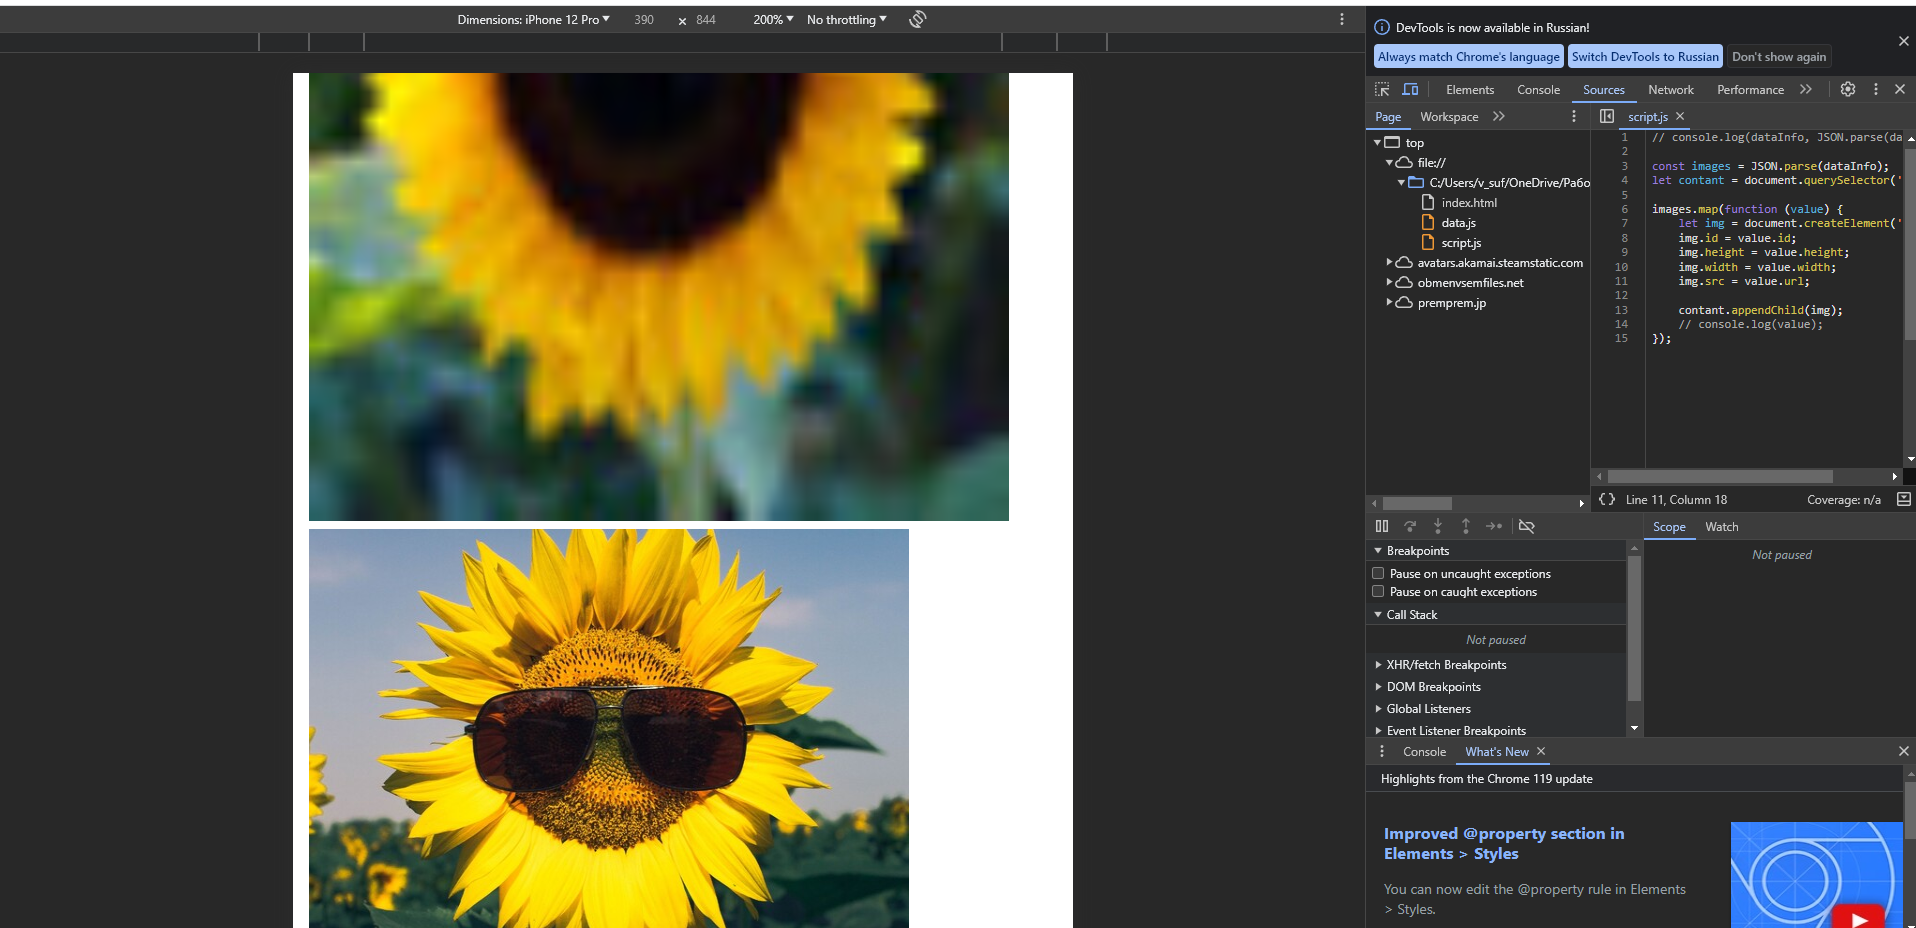 Dimensions: iPhone 12 Pro 390 × 844 200% No throttling
DevTools is now available in Russian!
Always match Chrome's language Switch DevTools to Russian Don't show again
Elements Console Sources Network Performance
Page Workspace
script.js
top
file://
C:/Users/v_suf/OneDrive/Рабо
index.html
data.js
script.js
avatars.akamai.steamstatic.com
obmenvsemfiles.net
premprem.jp
1 // console.log(dataInfo, JSON.parse(da
2
3 const images = JSON.parse(dataInfo);
4 let contant = document.querySelector('
5
6 images.map(function (value) {
7 let img = document.createElement('
8 img.id = value.id;
9 img.height = value.height;
10 img.width = value.width;
11 img.src = value.url;
12
13 contant.appendChild(img);
14 // console.log(value);
15 });
{} Line 11, Column 18 Coverage: n/a
Scope Watch
Breakpoints
Pause on uncaught exceptions
Pause on caught exceptions
Call Stack
Not paused
XHR/fetch Breakpoints
DOM Breakpoints
Global Listeners
Event Listener Breakpoints
Not paused
Console What's New
Highlights from the Chrome 119 update
Improved @property section in
Elements > Styles
You can now edit the @property rule in Elements
> Styles.